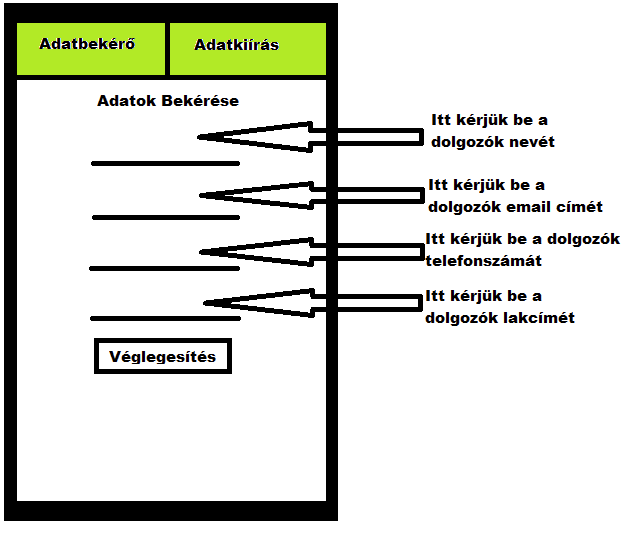 Adatbekérő
Adatkiírás
Adatok Bekérése
Itt kérjük be a
dolgozók nevét
Itt kérjük be a
dolgozók email címét
Itt kérjük be a dolgozók
telefonszámát
Itt kérjük be a
dolgozók lakcímét
Véglegesítés